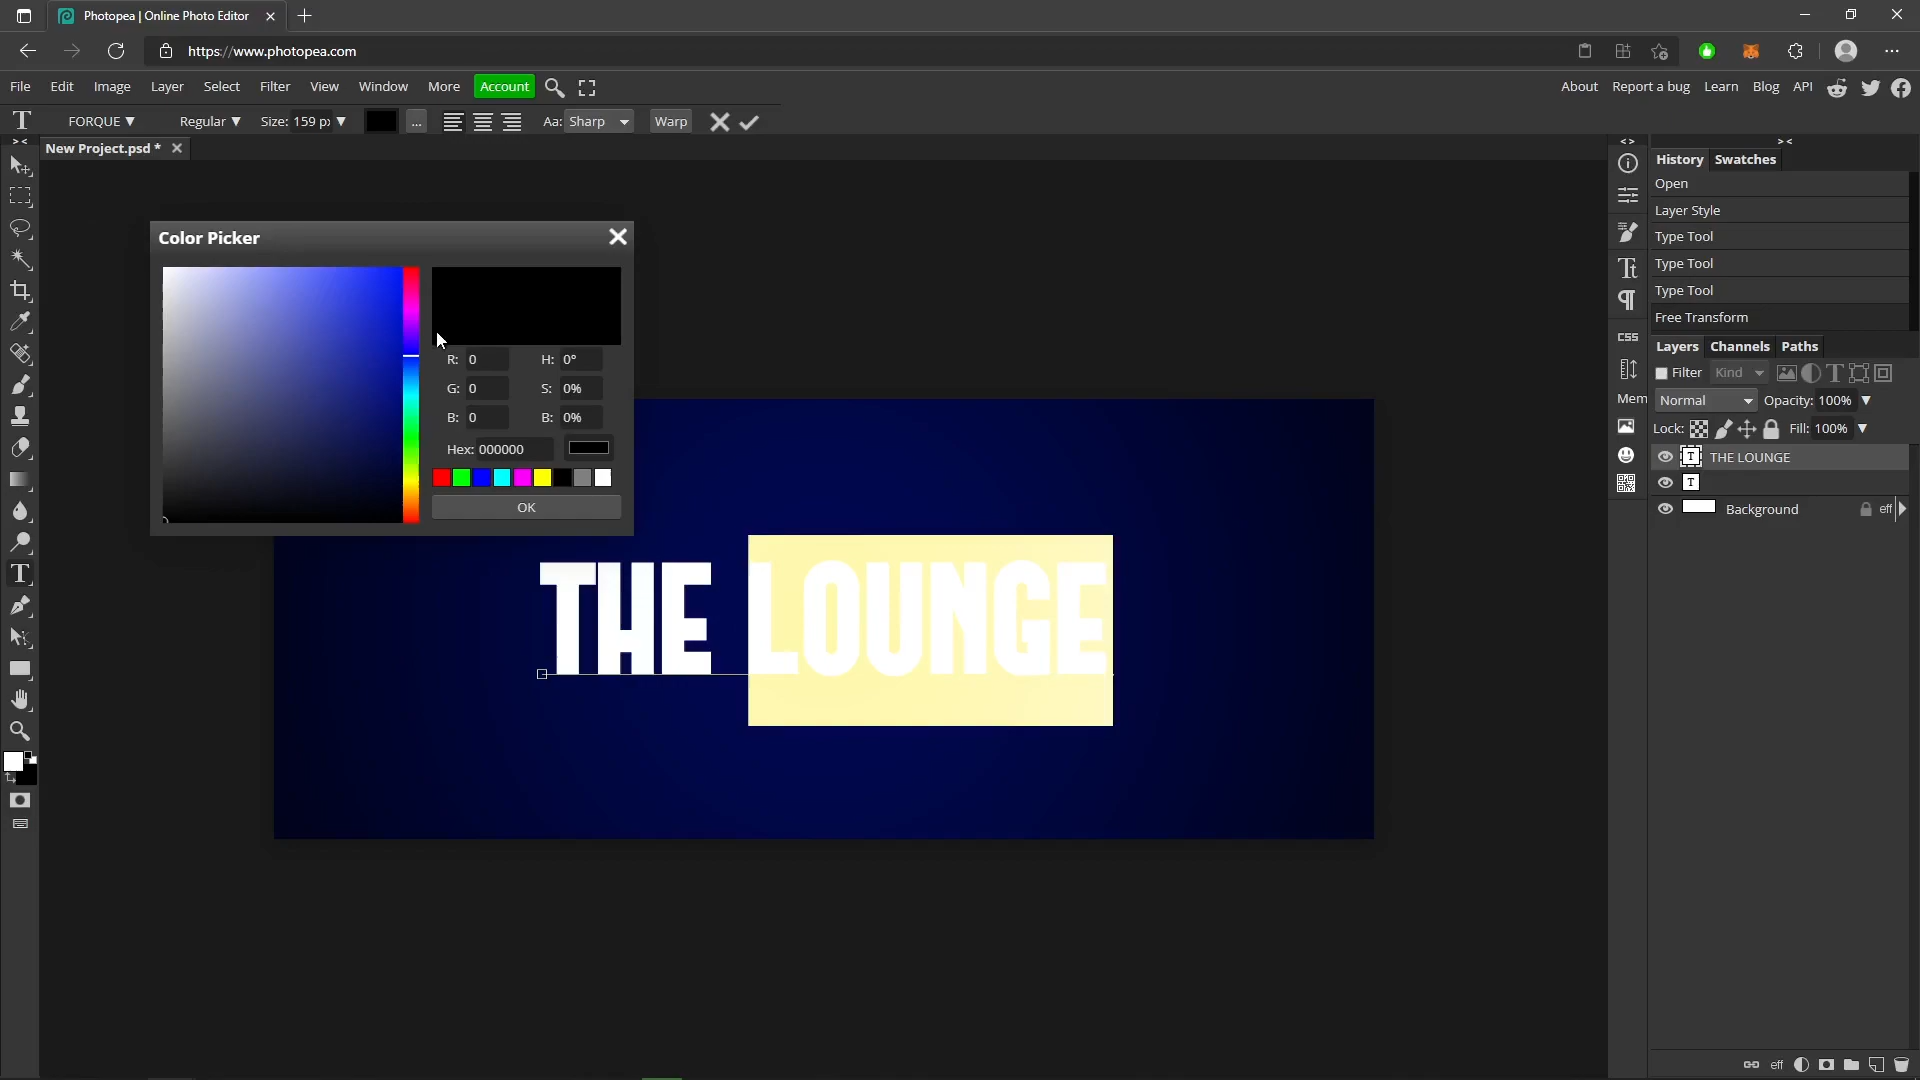 Photopea | Online Photo Editor
https://www.photopea.com
File Edit Image Layer Select Filter View Window More Account About Report a bug Learn Blog API
T FORQUE ▼ Regular ▼ Size: 159 px ▼ ... Aa: Sharp Warp
New Project.psd *
History Swatches
Open
Layer Style
Type Tool
Type Tool
Type Tool
Free Transform
Color Picker
R: 0 H: 0°
G: 0 S: 0%
B: 0 B: 0%
Hex: 000000
OK
CSS
Mem
Layers Channels Paths
Filter Kind
Normal Opacity: 100% ▼
Lock: Fill: 100% ▼
T THE LOUNGE
T
Background eff
THE LOUNGE
eff